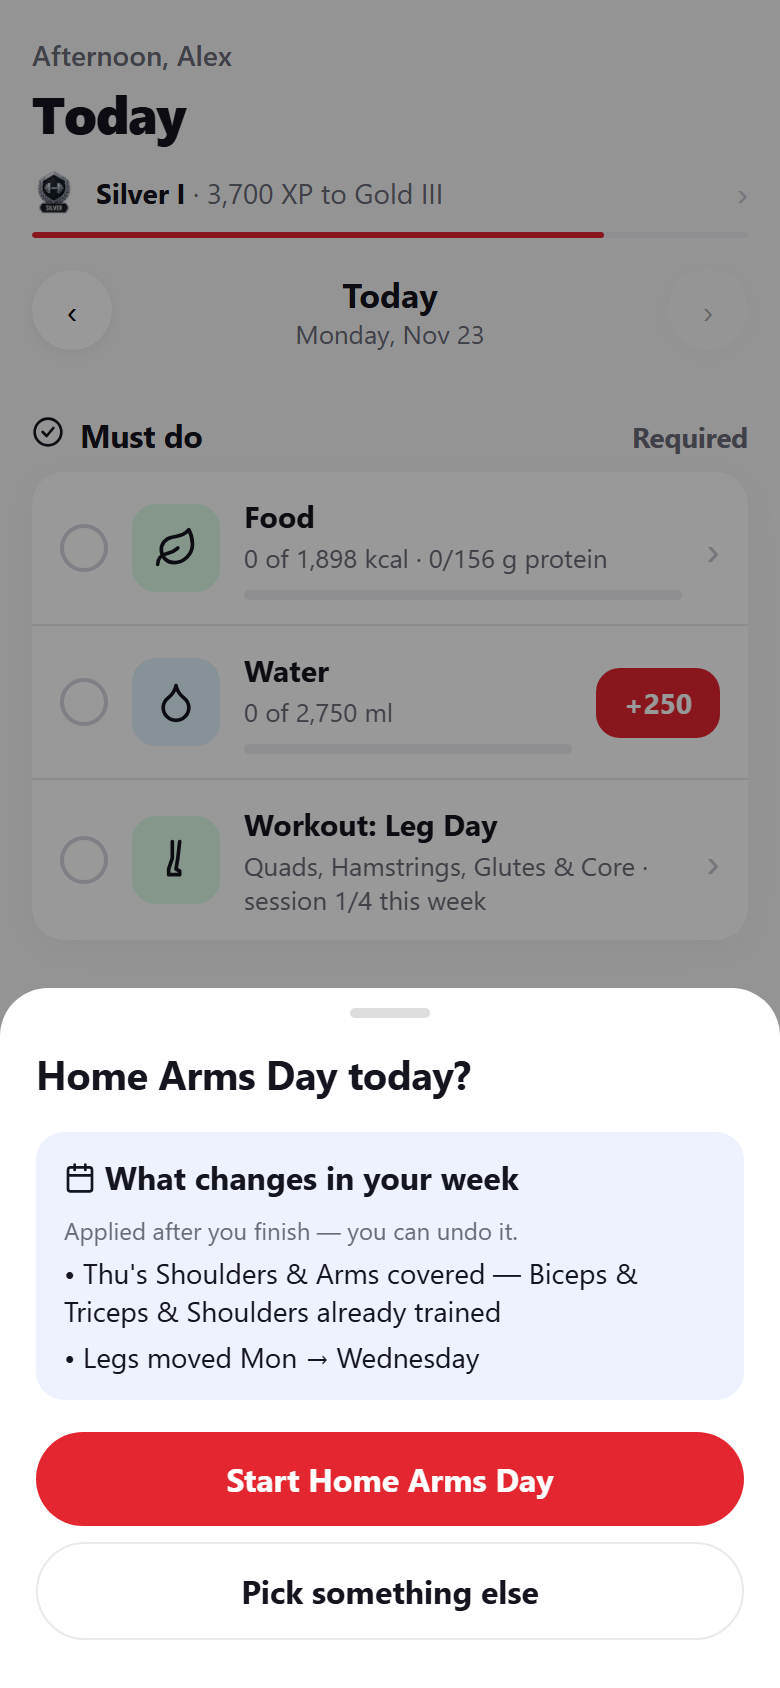 Afternoon, Alex
Today
SILVER
Silver I · 3,700 XP to Gold III
Today
Monday, Nov 23
Must do
Required
Food
0 of 1,898 kcal · 0/156 g protein
Water
0 of 2,750 ml
+250
Workout: Leg Day
Quads, Hamstrings, Glutes & Core ·
session 1/4 this week
Home Arms Day today?
What changes in your week
Applied after you finish — you can undo it.
• Thu's Shoulders & Arms covered — Biceps &
Triceps & Shoulders already trained
• Legs moved Mon → Wednesday
Start Home Arms Day
Pick something else